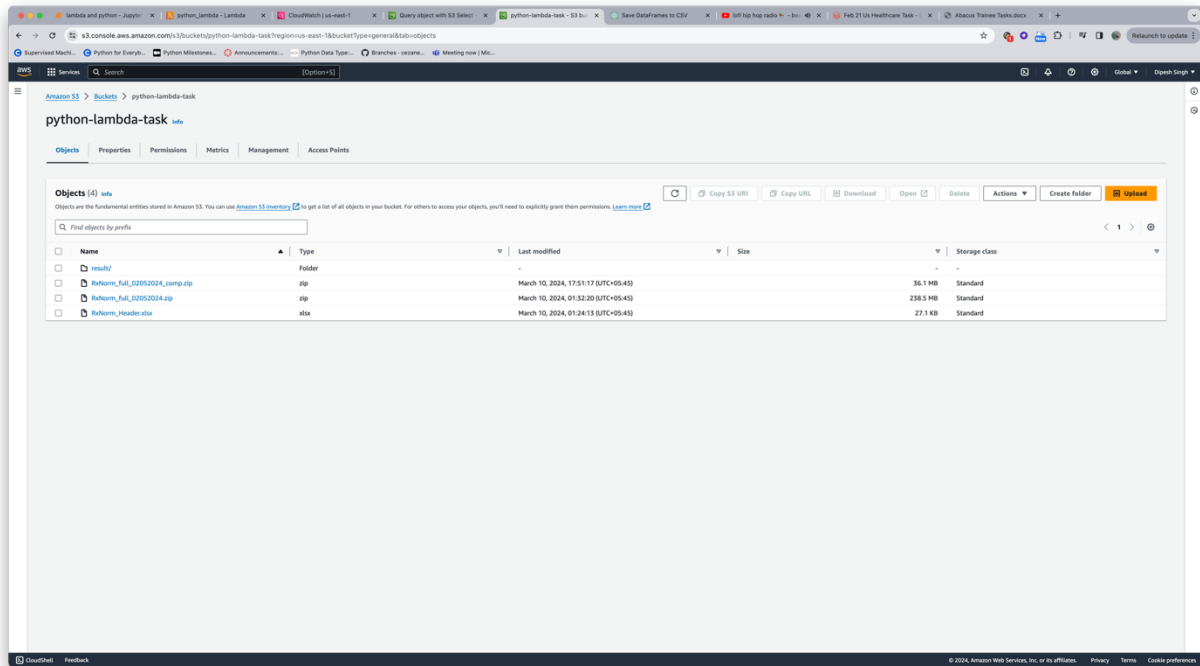 lambda and python - Jupyter
python_lambda - Lambda
CloudWatch | us-east-1
Query object with S3 Select -
python-lambda-task - S3 bu
Save DataFrames to CSV
lofi hip hop radio
Feb 21 Us Healthcare Task -
Abacus Trainee Tasks.docx
s3.console.aws.amazon.com/s3/buckets/python-lambda-task?region=us-east-1&bucketType=general&tab=objects
Relaunch to update
Supervised Machi...
Python for Everyb...
Python Milestones...
Announcements:...
Python Data Type:...
Branches · cezane...
Meeting now | Mic...
aws
Services
Search
[Option+S]
Global
Dipesh Singh
Amazon S3 > Buckets > python-lambda-task
python-lambda-task Info
Objects Properties Permissions Metrics Management Access Points
Objects (4) Info
Copy S3 URI
Copy URL
Download
Open
Delete
Actions
Create folder
Upload
Objects are the fundamental entities stored in Amazon S3. You can use Amazon S3 inventory to get a list of all objects in your bucket. For others to access your objects, you'll need to explicitly grant them permissions. Learn more
Find objects by prefix
1
Name Type Last modified Size Storage class
result/ Folder - - -
RxNorm_full_02052024_comp.zip zip March 10, 2024, 17:51:17 (UTC+05:45) 36.1 MB Standard
RxNorm_full_02052024.zip zip March 10, 2024, 01:32:20 (UTC+05:45) 238.5 MB Standard
RxNorm_Header.xlsx xlsx March 10, 2024, 01:24:13 (UTC+05:45) 27.1 KB Standard
CloudShell Feedback © 2024, Amazon Web Services, Inc. or its affiliates. Privacy Terms Cookie preferences